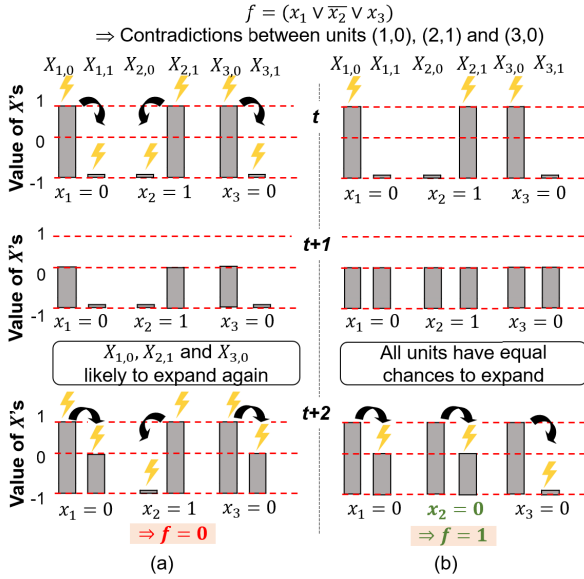 f = (x₁ ∨ x̅₂ ∨ x₃)
⇒ Contradictions between units (1,0), (2,1) and (3,0)
X₁,₀ X₁,₁ X₂,₀ X₂,₁ X₃,₀ X₃,₁
X₁,₀ X₁,₁ X₂,₀ X₂,₁ X₃,₀ X₃,₁
Value of X's
1
0
-1
x₁ = 0 x₂ = 1 x₃ = 0
t
x₁ = 0 x₂ = 1 x₃ = 0
Value of X's
1
0
-1
x₁ = 0 x₂ = 1 x₃ = 0
t+1
x₁ = 0 x₂ = 1 x₃ = 0
X₁,₀, X₂,₁ and X₃,₀
likely to expand again
All units have equal
chances to expand
Value of X's
1
0
-1
x₁ = 0 x₂ = 1 x₃ = 0
⇒ f = 0
t+2
x₁ = 0 x₂ = 0 x₃ = 0
⇒ f = 1
(a)
(b)